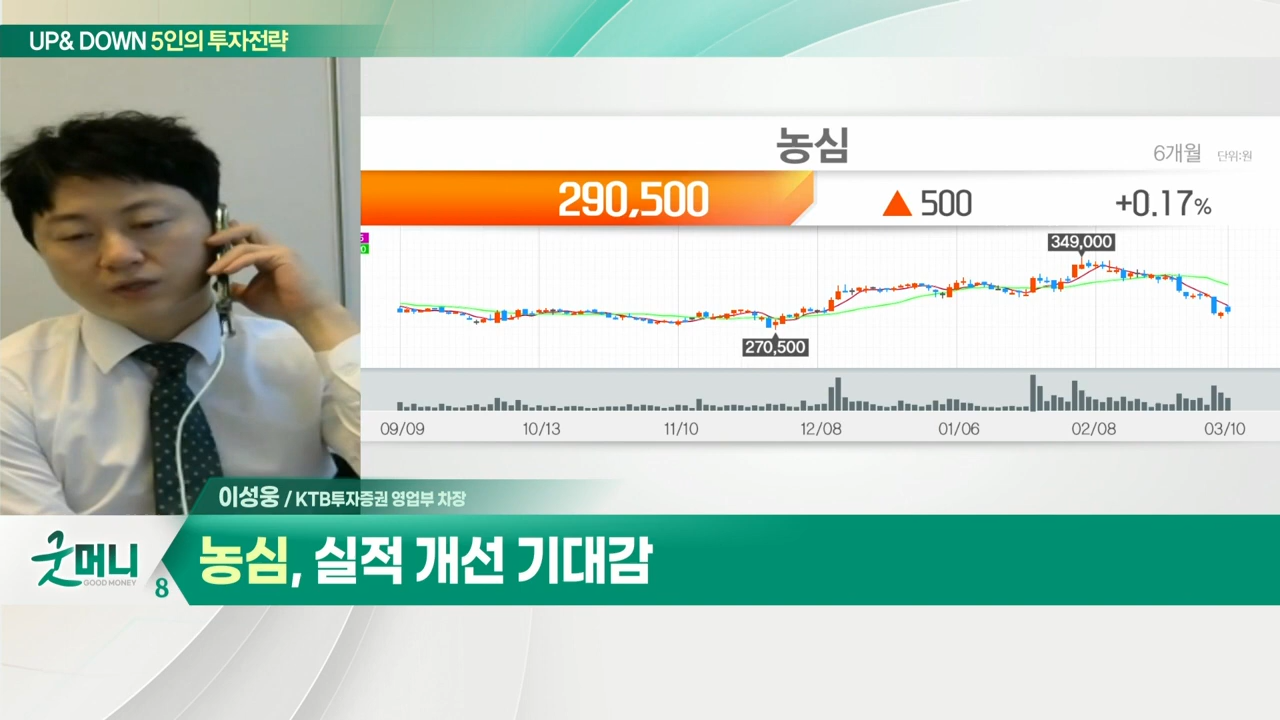 UP& DOWN 5인의 투자전략
농심
6개월 단위:원
290,500 ▲ 500 +0.17%
349,000
270,500
09/09 10/13 11/10 12/08 01/06 02/08 03/10
이성웅 / KTB투자증권 영업부 차장
굿머니
GOOD MONEY
8
농심, 실적 개선 기대감